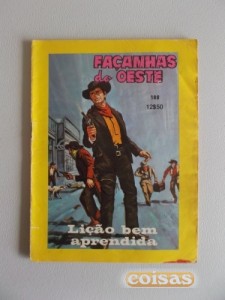 FAÇANHAS
do OESTE
188
12$50
Lição bem
aprendida
coisas